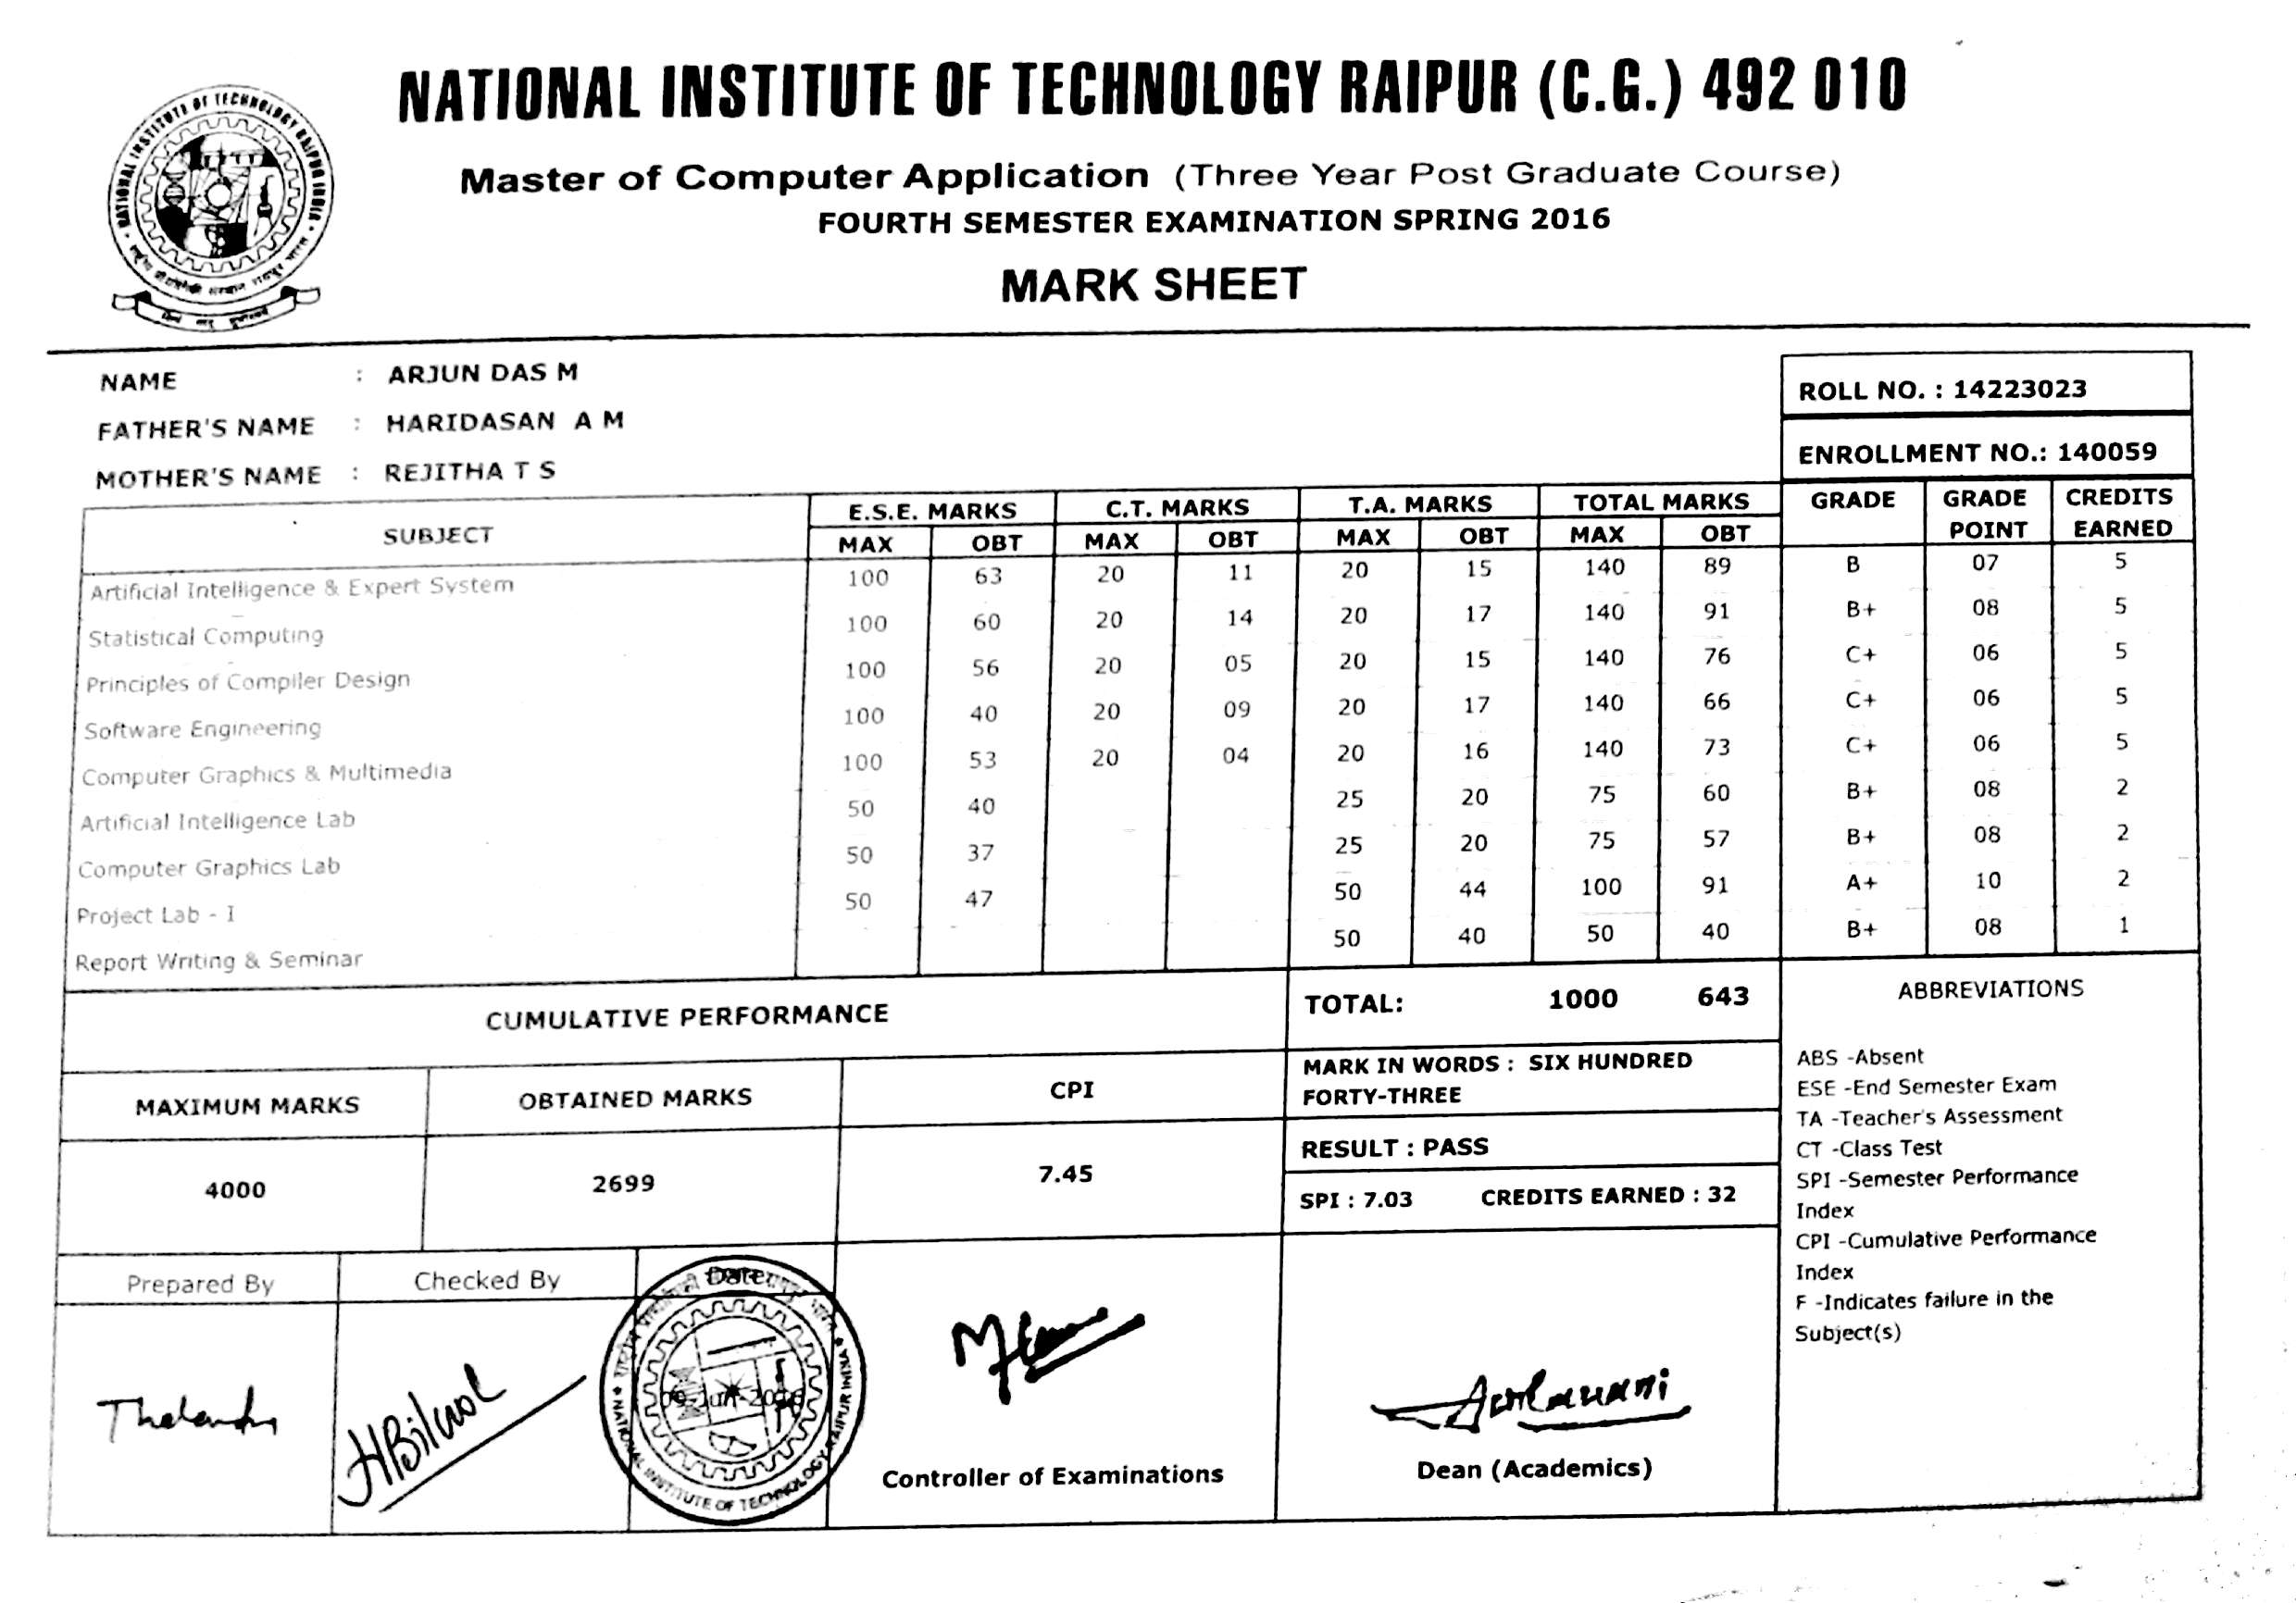 NATIONAL INSTITUTE OF TECHNOLOGY RAIPUR (C.G.) 492 010
NATIONAL INSTITUTE OF TECHNOLOGY RAIPUR INDIA
Master of Computer Application (Three Year Post Graduate Course)
FOURTH SEMESTER EXAMINATION SPRING 2016
MARK SHEET
NAME : ARJUN DAS M
FATHER'S NAME : HARIDASAN A M
MOTHER'S NAME : REJITHA T S
ROLL NO. : 14223023
ENROLLMENT NO.: 140059
SUBJECT E.S.E. MARKS C.T. MARKS T.A. MARKS TOTAL MARKS GRADE GRADE POINT CREDITS EARNED
MAX OBT MAX OBT MAX OBT MAX OBT
Artificial Intelligence & Expert System 100 63 20 11 20 15 140 89 B 07 5
Statistical Computing 100 60 20 14 20 17 140 91 B+ 08 5
Principles of Compiler Design 100 56 20 05 20 15 140 76 C+ 06 5
Software Engineering 100 40 20 09 20 17 140 66 C+ 06 5
Computer Graphics & Multimedia 100 53 20 04 20 16 140 73 C+ 06 5
Artificial Intelligence Lab 50 40 25 20 75 60 B+ 08 2
Computer Graphics Lab 50 37 25 20 75 57 B+ 08 2
Project Lab - I 50 47 50 44 100 91 A+ 10 2
Report Writing & Seminar 50 40 50 40 B+ 08 1
CUMULATIVE PERFORMANCE
MAXIMUM MARKS OBTAINED MARKS CPI
4000 2699 7.45
TOTAL: 1000 643
MARK IN WORDS : SIX HUNDRED
FORTY-THREE
RESULT : PASS
SPI : 7.03 CREDITS EARNED : 32
ABBREVIATIONS
ABS -Absent
ESE -End Semester Exam
TA -Teacher's Assessment
CT -Class Test
SPI -Semester Performance
Index
CPI -Cumulative Performance
Index
F -Indicates failure in the
Subject(s)
Prepared By Checked By Date
NATIONAL INSTITUTE OF TECHNOLOGY RAIPUR INDIA
Controller of Examinations
Dean (Academics)